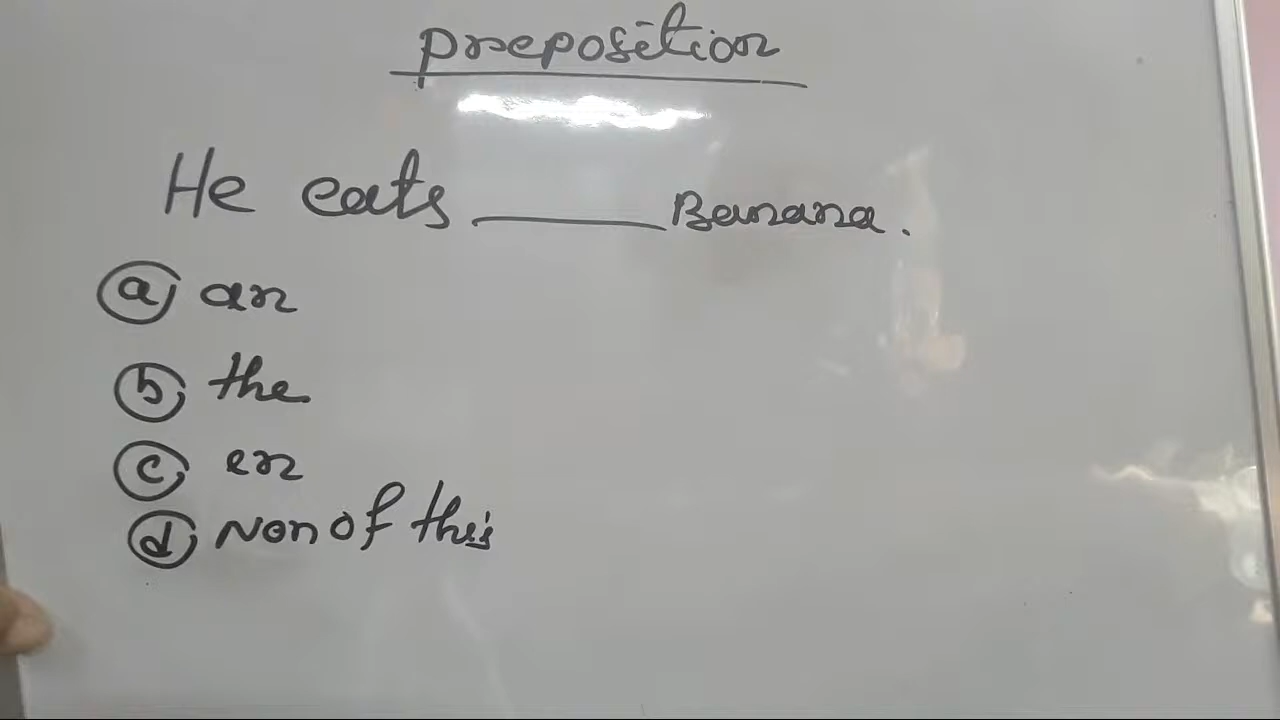 preposition
He eats ______ Banana.
a) an
b) the
c) en
d) Non of this